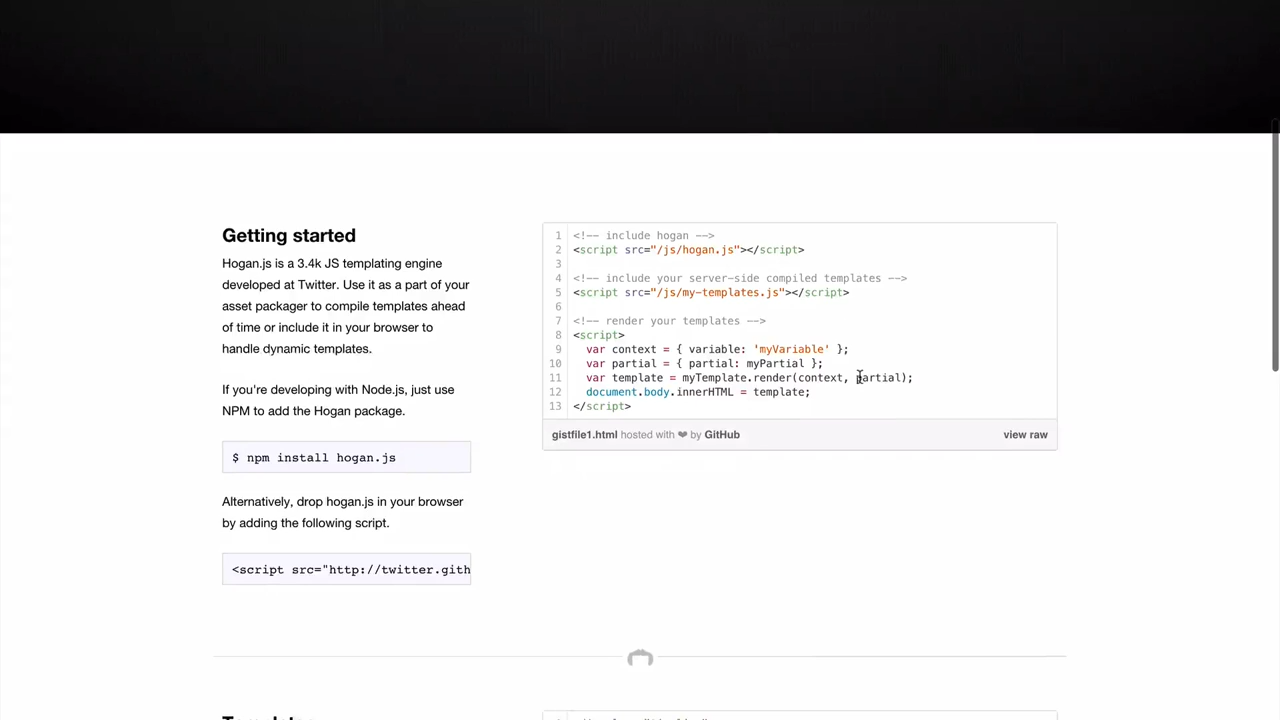 Getting started
Hogan.js is a 3.4k JS templating engine
developed at Twitter. Use it as a part of your
asset packager to compile templates ahead
of time or include it in your browser to
handle dynamic templates.
If you're developing with Node.js, just use
NPM to add the Hogan package.
$ npm install hogan.js
Alternatively, drop hogan.js in your browser
by adding the following script.
<script src="http://twitter.gith
1 <!-- include hogan -->
2 <script src="/js/hogan.js"></script>
3
4 <!-- include your server-side compiled templates -->
5 <script src="/js/my-templates.js"></script>
6
7 <!-- render your templates -->
8 <script>
9 var context = { variable: 'myVariable' };
10 var partial = { partial: myPartial };
11 var template = myTemplate.render(context, partial);
12 document.body.innerHTML = template;
13 </script>
gistfile1.html hosted with ❤ by GitHub view raw
Templates